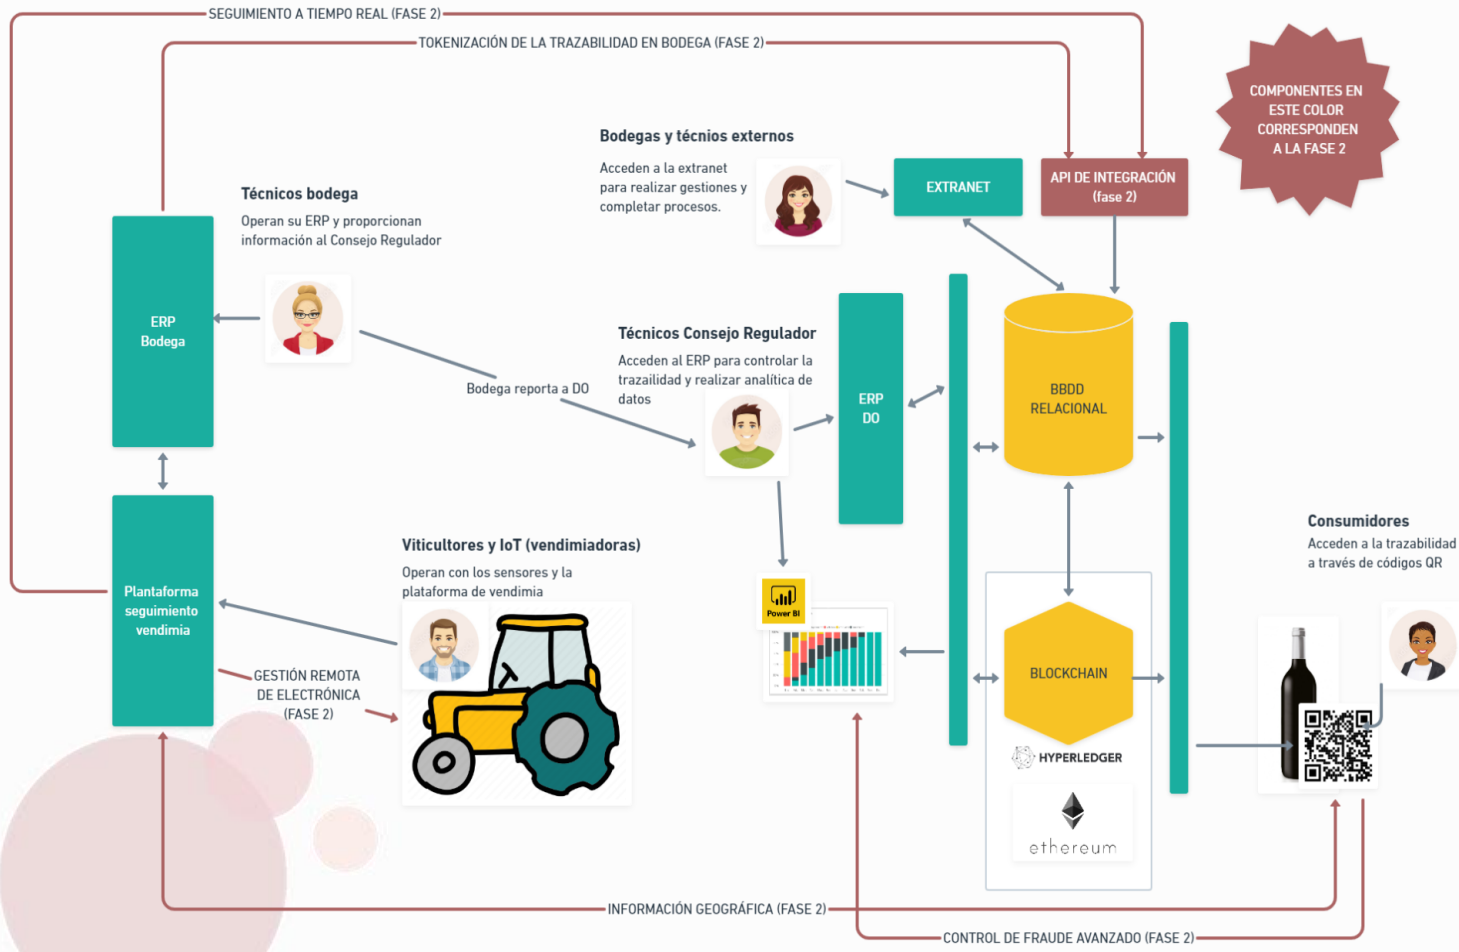 SEGUIMIENTO A TIEMPO REAL (FASE 2)
TOKENIZACIÓN DE LA TRAZABILIDAD EN BODEGA (FASE 2)
COMPONENTES EN
ESTE COLOR
CORRESPONDEN
A LA FASE 2
Bodegas y técnios externos
Acceden a la extranet
para realizar gestiones y
completar procesos.
EXTRANET
API DE INTEGRACIÓN
(fase 2)
Técnicos bodega
Operan su ERP y proporcionan
información al Consejo Regulador
ERP
Bodega
Bodega reporta a DO
Técnicos Consejo Regulador
Acceden al ERP para controlar la
trazailidad y realizar analítica de
datos
ERP
DO
BBDD
RELACIONAL
Plantaforma
seguimiento
vendimia
Viticultores y IoT (vendimiadoras)
Operan con los sensores y la
plataforma de vendimia
GESTIÓN REMOTA
DE ELECTRÓNICA
(FASE 2)
Power BI
BLOCKCHAIN
HYPERLEDGER
ethereum
Consumidores
Acceden a la trazabilidad
a través de códigos QR
INFORMACIÓN GEOGRÁFICA (FASE 2)
CONTROL DE FRAUDE AVANZADO (FASE 2)